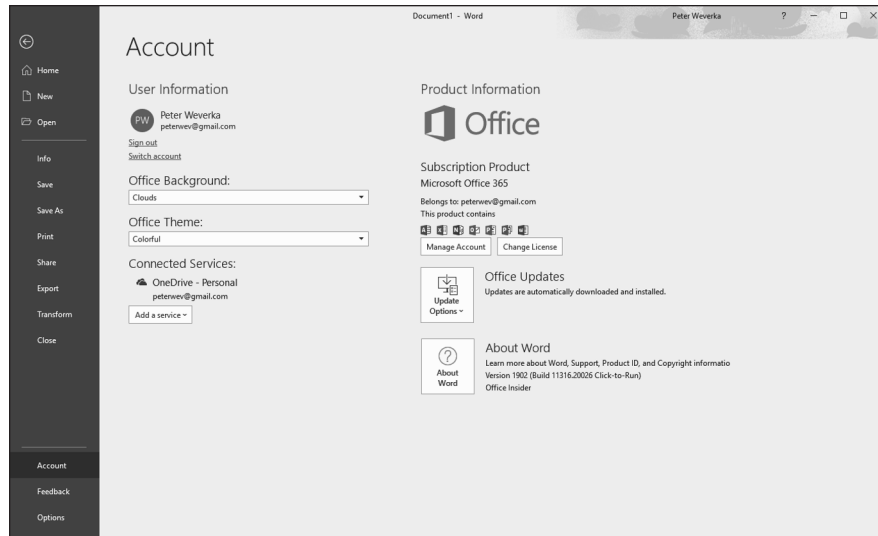 Document1 - Word
Peter Weverka
?
Account
Home
New
Open
Info
Save
Save As
Print
Share
Export
Transform
Close
Account
Feedback
Options
User Information
PW
Peter Weverka
peterwev@gmail.com
Sign out
Switch account
Office Background:
Clouds
Office Theme:
Colorful
Connected Services:
OneDrive - Personal
peterwev@gmail.com
Add a service
Product Information
Office
Subscription Product
Microsoft Office 365
Belongs to: peterwev@gmail.com
This product contains
Manage Account
Change License
Update
Options
Office Updates
Updates are automatically downloaded and installed.
?
About
Word
About Word
Learn more about Word, Support, Product ID, and Copyright informatio
Version 1902 (Build 11316.20026 Click-to-Run)
Office Insider